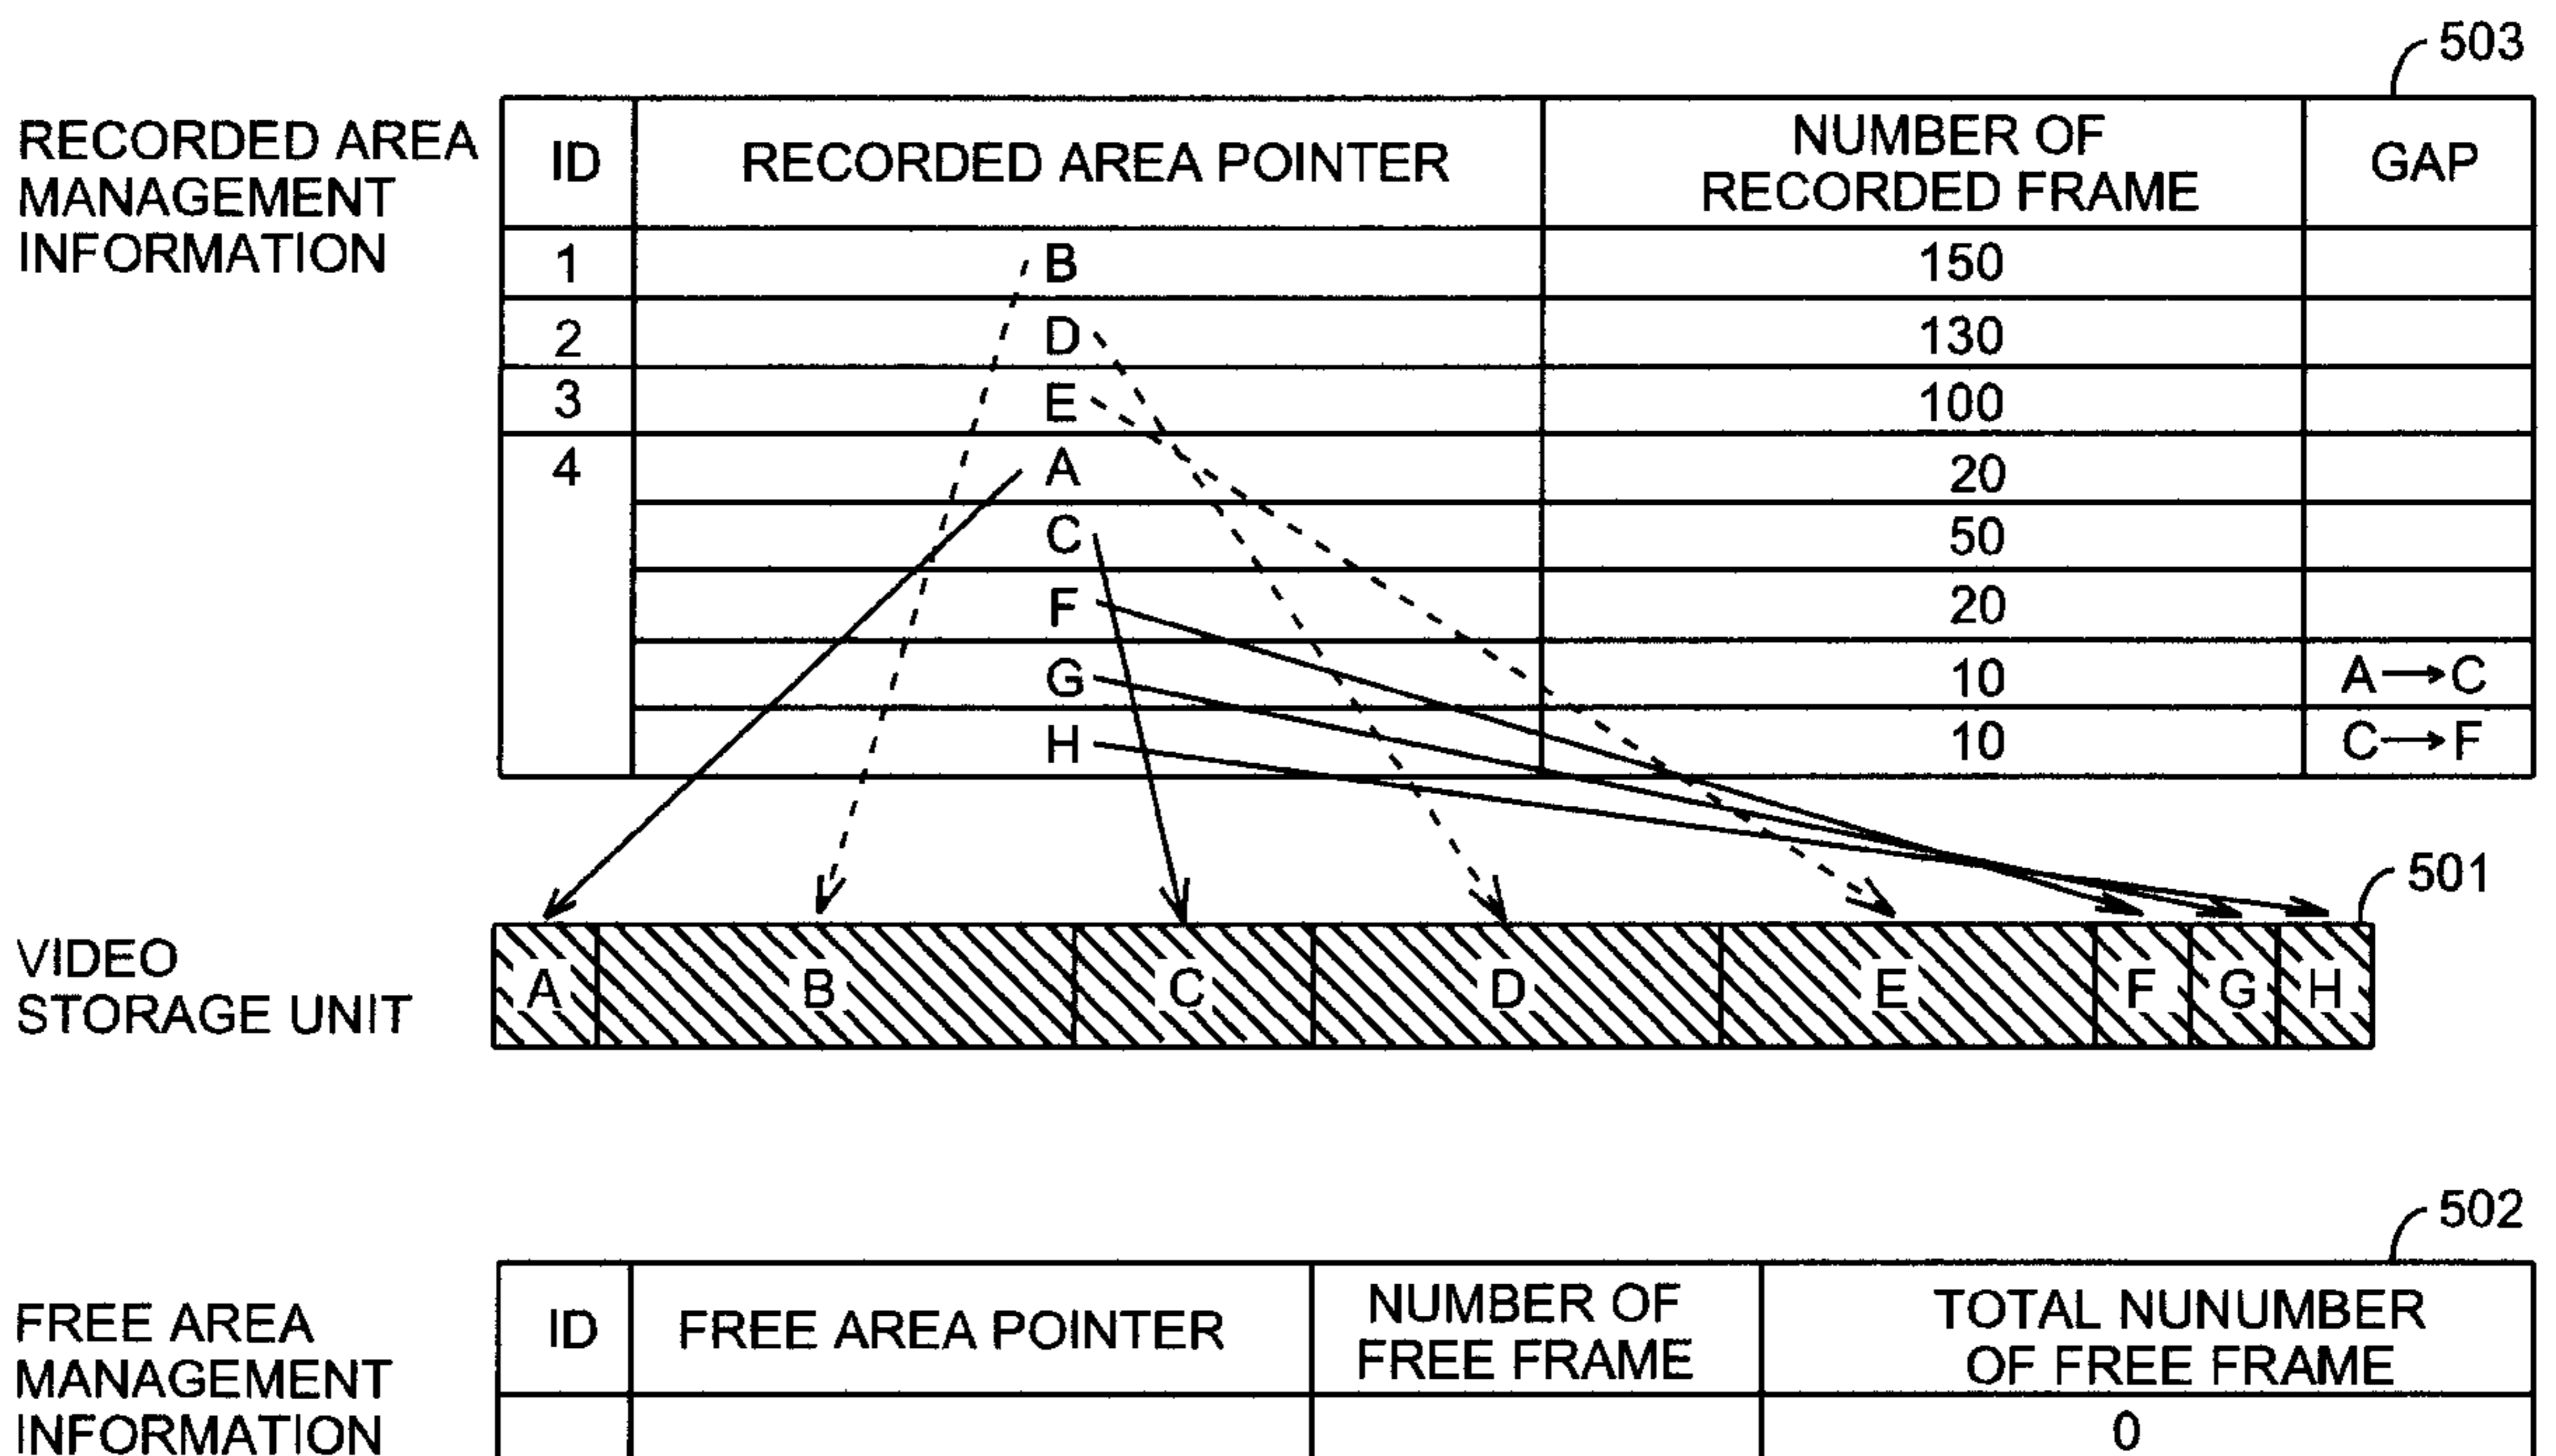 503
RECORDED AREA
MANAGEMENT
INFORMATION
ID
RECORDED AREA POINTER
NUMBER OF
RECORDED FRAME
GAP
1 B 150
2 D 130
3 E 100
4 A 20
C 50
F 20
G 10 A→C
H 10 C→F
501
VIDEO
STORAGE UNIT
A B C D E F G H
502
FREE AREA
MANAGEMENT
INFORMATION
ID
FREE AREA POINTER
NUMBER OF
FREE FRAME
TOTAL NUNUMBER
OF FREE FRAME
0